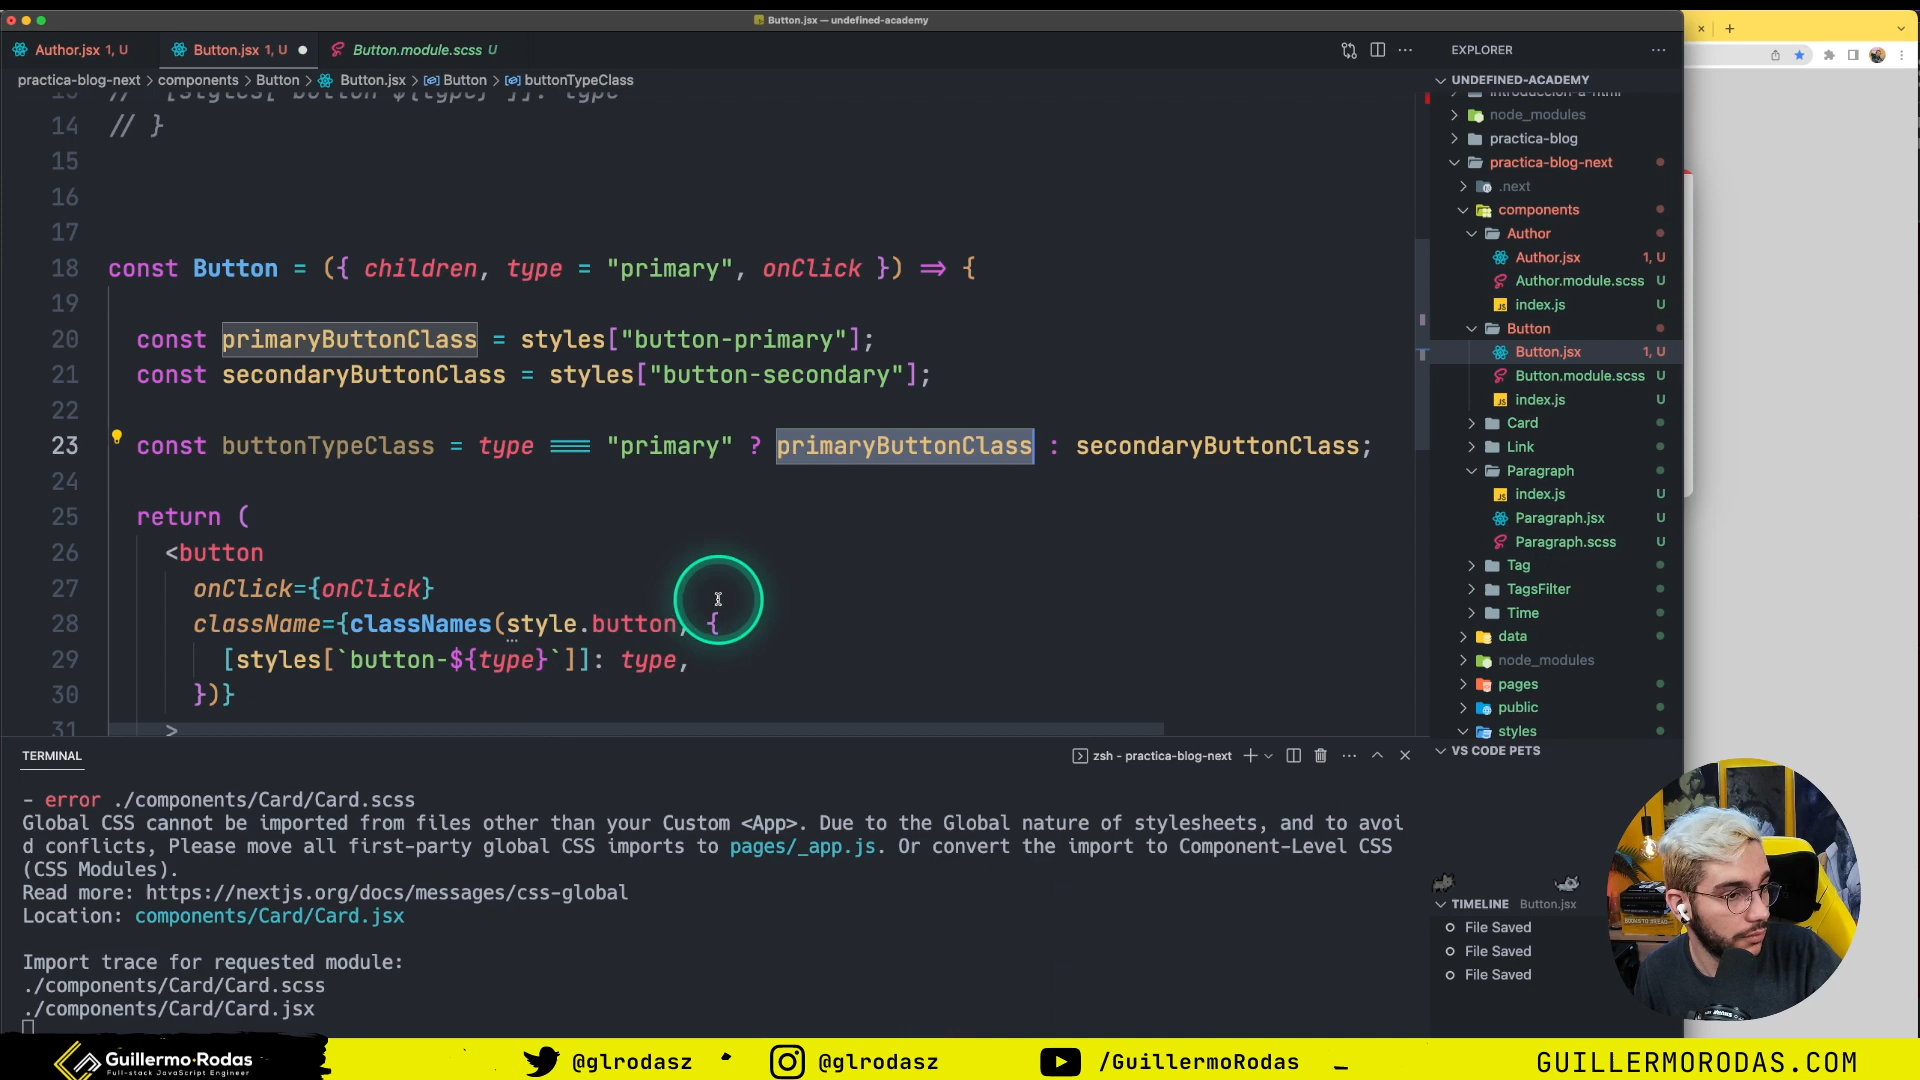 Button.jsx — undefined-academy
Author.jsx 1, U
Button.jsx 1, U
Button.module.scss U
practica-blog-next > components > Button > Button.jsx > Button > buttonTypeClass
14 // }
15
16
17
18 const Button = ({ children, type = "primary", onClick }) => {
19
20 const primaryButtonClass = styles["button-primary"];
21 const secondaryButtonClass = styles["button-secondary"];
22
23 const buttonTypeClass = type === "primary" ? primaryButtonClass : secondaryButtonClass;
24
25 return (
26 <button
27 onClick={onClick}
28 className={classNames(style.button, {
29 [styles[`button-${type}`]]: type,
30 })}
31 >
EXPLORER
UNDEFINED-ACADEMY
node_modules
practica-blog
practica-blog-next
.next
components
Author
Author.jsx 1, U
Author.module.scss U
index.js U
Button
Button.jsx 1, U
Button.module.scss U
index.js U
Card
Link
Paragraph
index.js U
Paragraph.jsx U
Paragraph.scss U
Tag
TagsFilter
Time
data
node_modules
pages
public
styles
VS CODE PETS
TIMELINE Button.jsx
File Saved
File Saved
File Saved
TERMINAL
zsh - practica-blog-next
- error ./components/Card/Card.scss
Global CSS cannot be imported from files other than your Custom <App>. Due to the Global nature of stylesheets, and to avoi
d conflicts, Please move all first-party global CSS imports to pages/_app.js. Or convert the import to Component-Level CSS
(CSS Modules).
Read more: https://nextjs.org/docs/messages/css-global
Location: components/Card/Card.jsx
Import trace for requested module:
./components/Card/Card.scss
./components/Card/Card.jsx
Guillermo·Rodas
Full-stack JavaScript Engineer
@glrodasz
@glrodasz
/GuillermoRodas
GUILLERMORODAS.COM